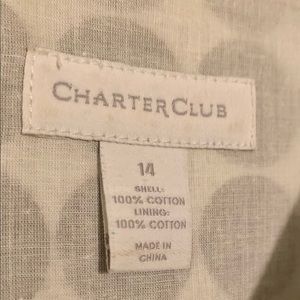 CHARTER CLUB
14
SHELL:
100% COTTON
LINING:
100% COTTON
MADE IN
CHINA